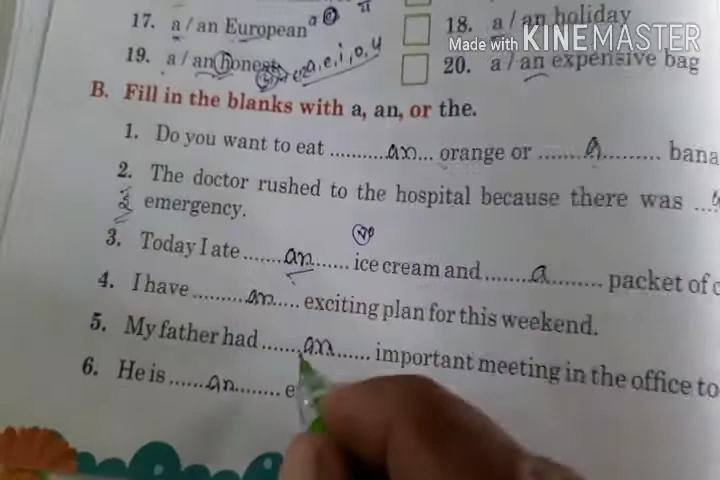 17. a / an European a
18. a / an holiday
Made with KINEMASTER
19. a / an honest a, e, i, o, u
20. a / an expensive bag
B. Fill in the blanks with a, an, or the.
1. Do you want to eat ...........an... orange or ........a.......... bana
2. The doctor rushed to the hospital because there was ...
emergency.
3. Today I ate .......an...... ice cream and ........a......... packet of c
4. I have ..........an..... exciting plan for this weekend.
5. My father had .......an....... important meeting in the office to
6. He is .......an......... e